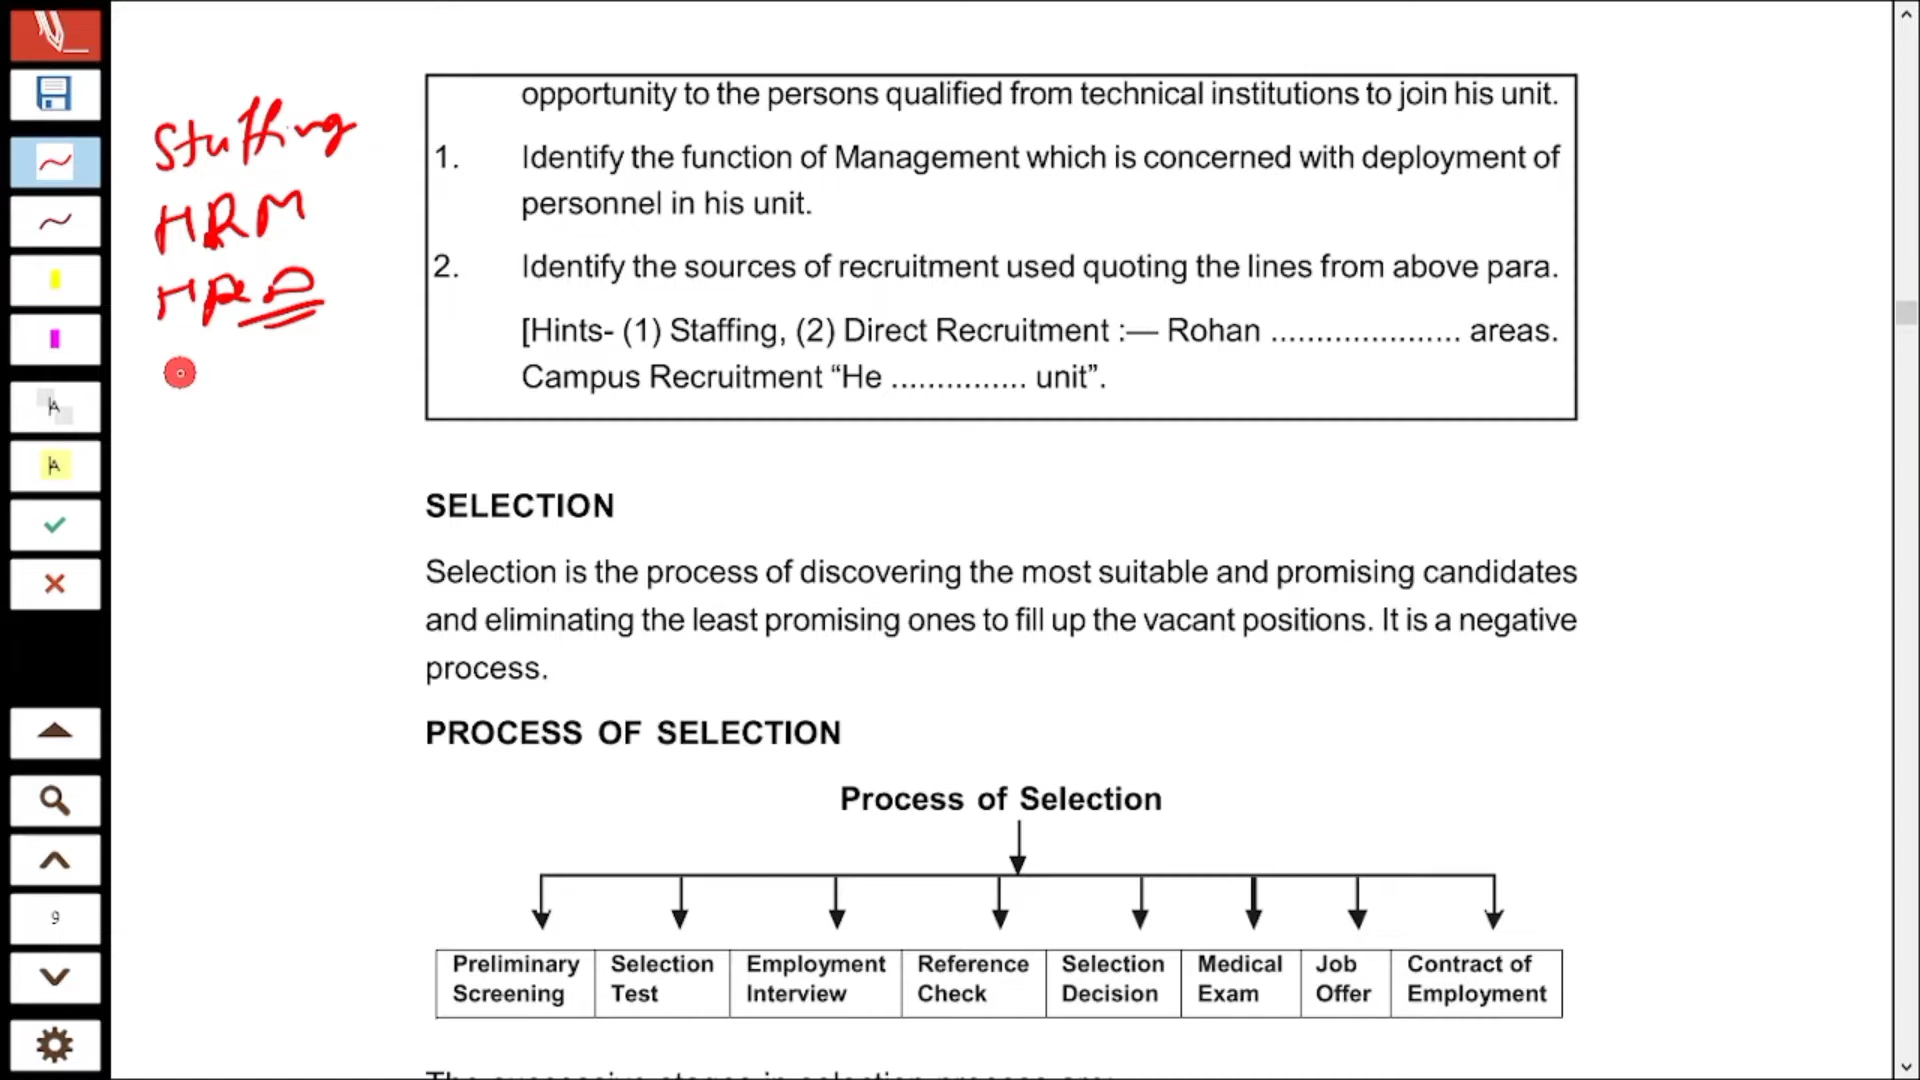 opportunity to the persons qualified from technical institutions to join his unit.
1. Identify the function of Management which is concerned with deployment of
personnel in his unit.
2. Identify the sources of recruitment used quoting the lines from above para.
[Hints- (1) Staffing, (2) Direct Recruitment :— Rohan ..................... areas.
Campus Recruitment “He ............... unit”.
Staffing
HRM
HRD
SELECTION
Selection is the process of discovering the most suitable and promising candidates
and eliminating the least promising ones to fill up the vacant positions. It is a negative
process.
PROCESS OF SELECTION
Process of Selection
Preliminary Screening
Selection Test
Employment Interview
Reference Check
Selection Decision
Medical Exam
Job Offer
Contract of Employment
9